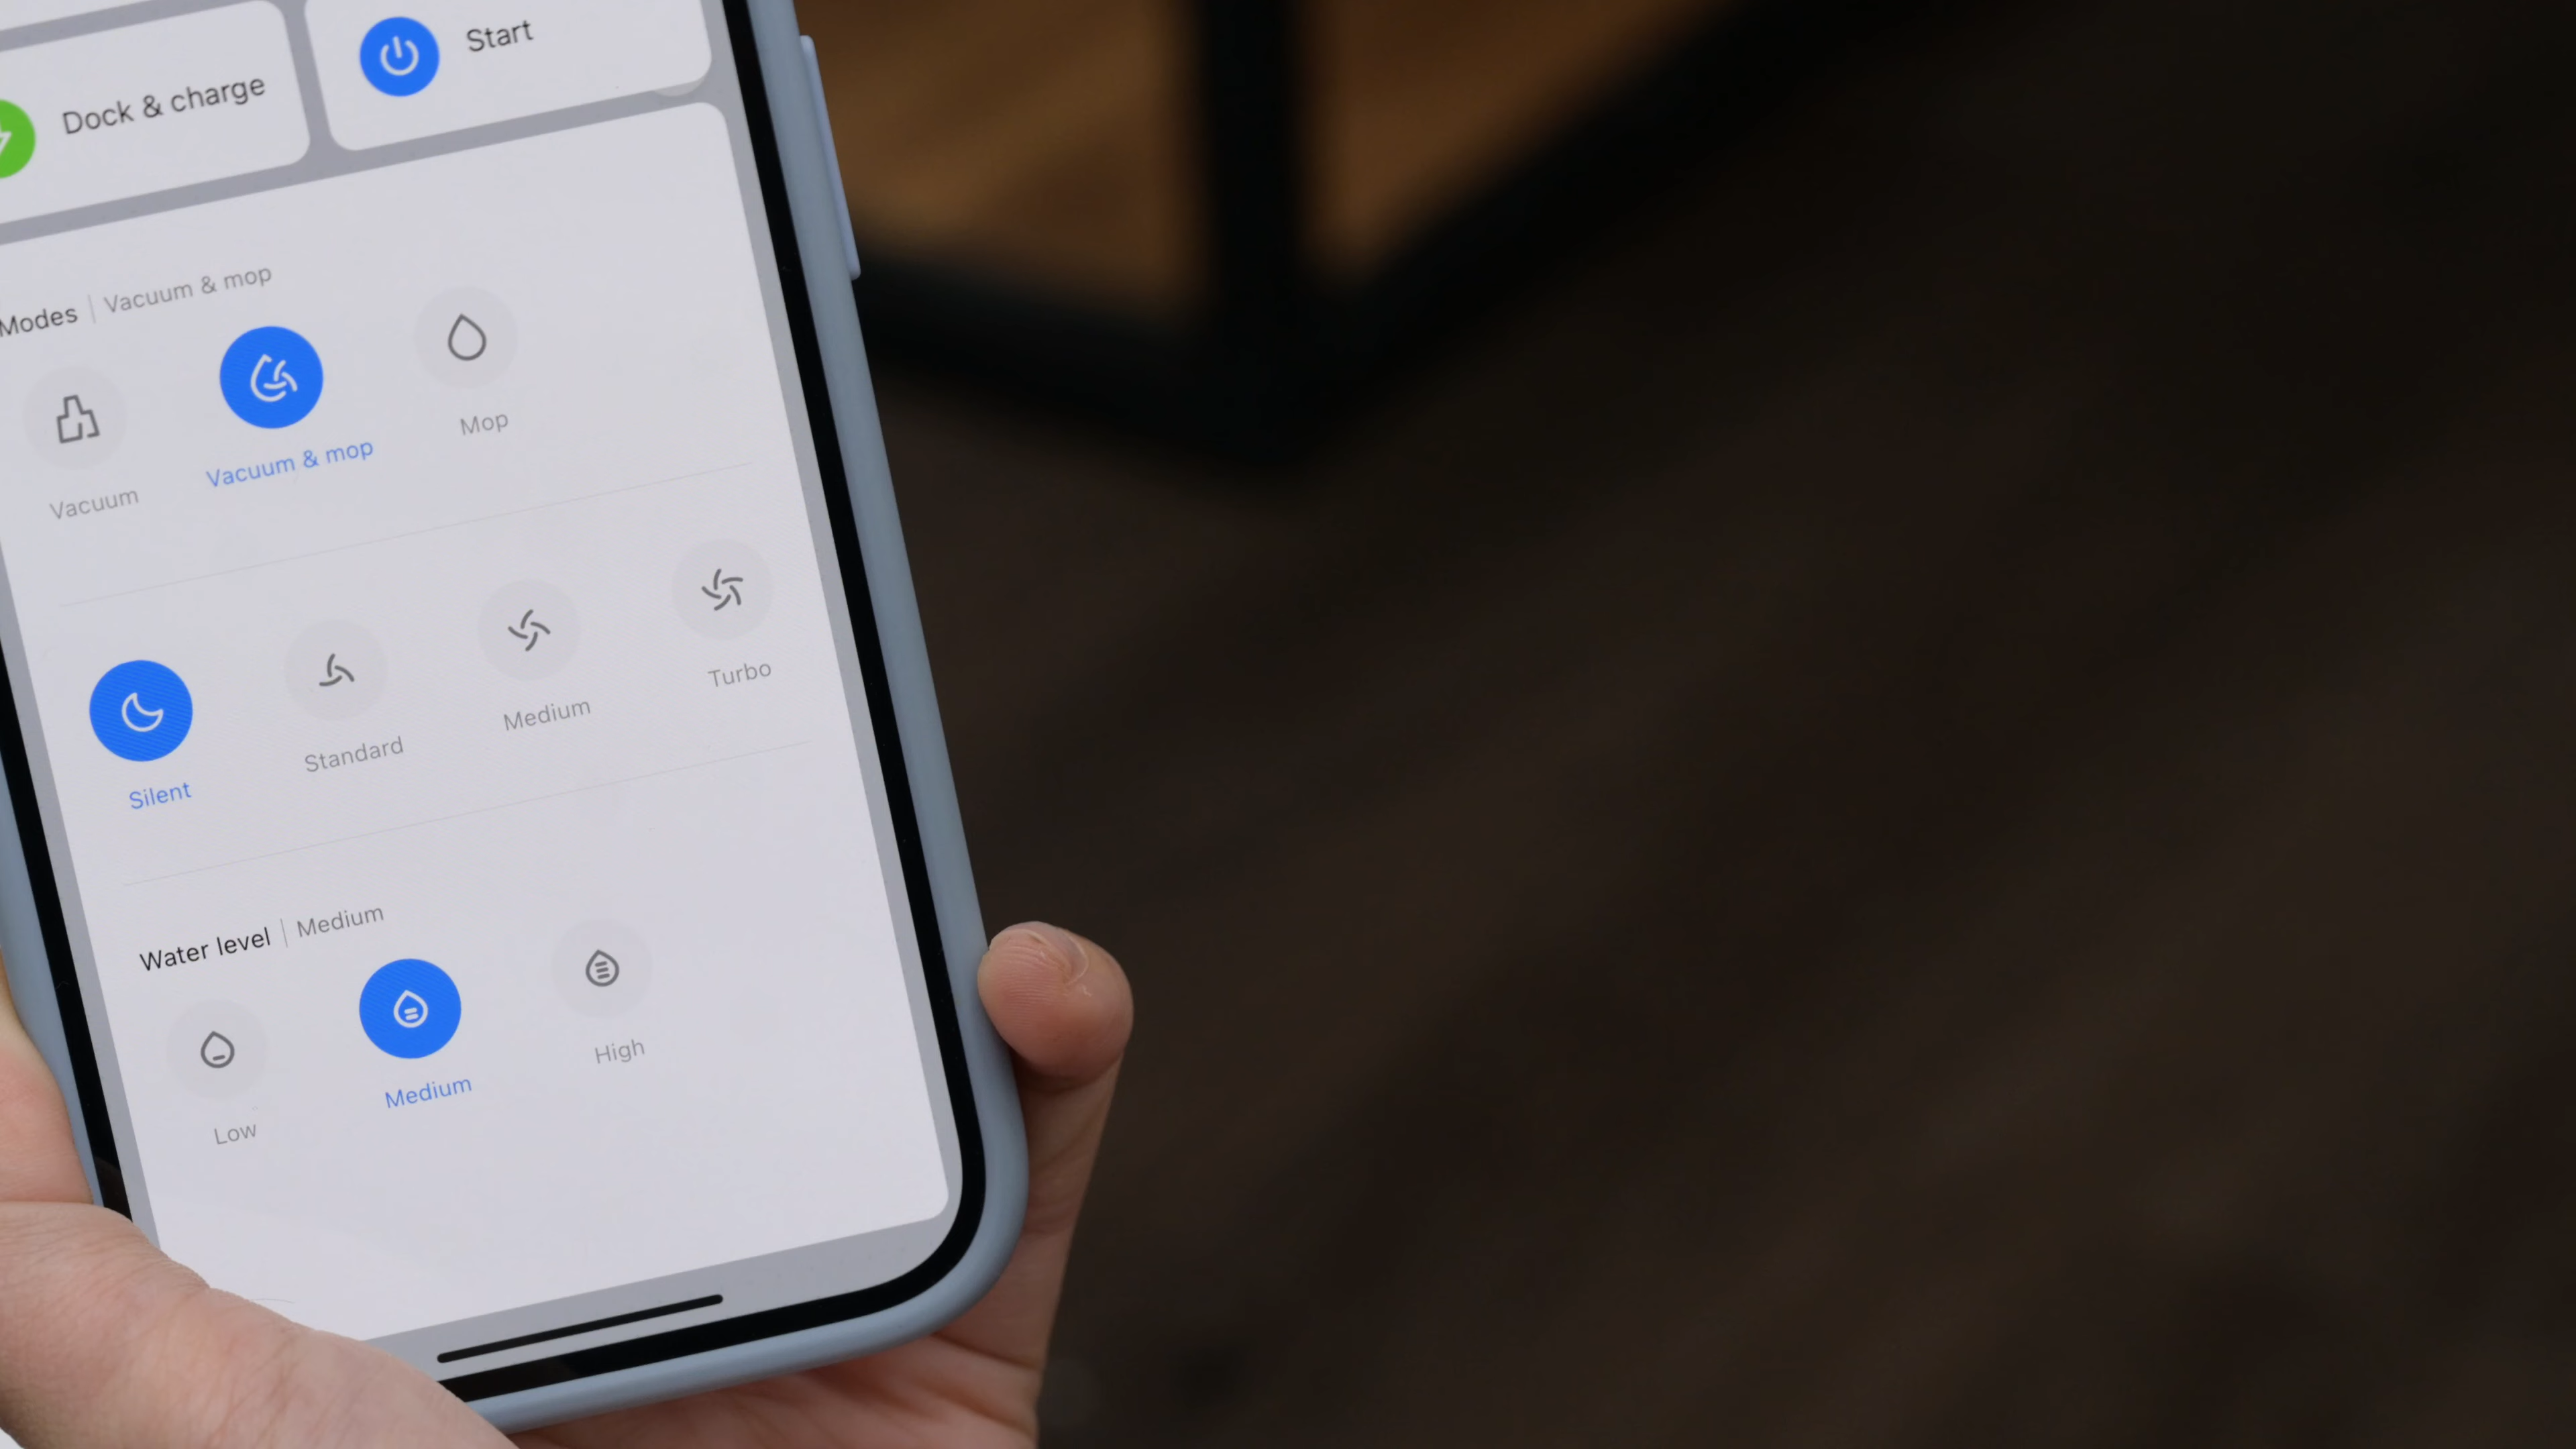 Dock & charge
Start
Modes | Vacuum & mop
Vacuum
Vacuum & mop
Mop
Silent
Standard
Medium
Turbo
Water level | Medium
Low
Medium
High